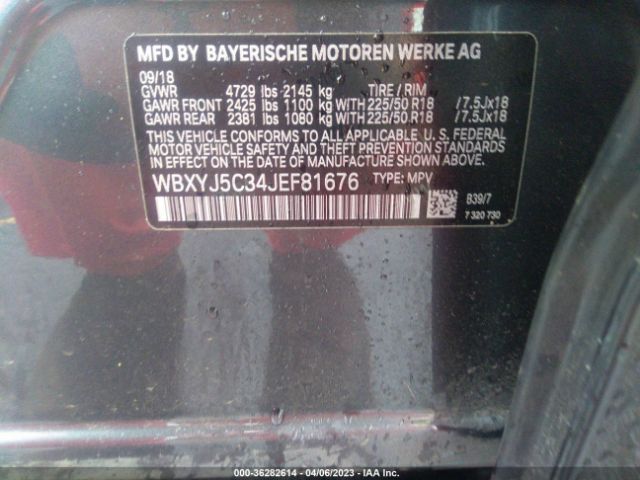 MFD BY BAYERISCHE MOTOREN WERKE AG
09/18
GVWR 4729 lbs 2145 kg TIRE / RIM
GAWR FRONT 2425 lbs 1100 kg WITH 225/50 R18 /7.5Jx18
GAWR REAR 2381 lbs 1080 kg WITH 225/50 R18 /7.5Jx18
THIS VEHICLE CONFORMS TO ALL APPLICABLE U. S. FEDERAL
MOTOR VEHICLE SAFETY, BUMPER, AND THEFT
PREVENTION STANDARDS IN EFFECT ON THE DATE OF
MANUFACTURE SHOWN ABOVE.
WBXYJ5C34JEF81676 TYPE: MPV
839/7
7 320 730
000-36282614 - 04/06/2023 - IAA Inc.